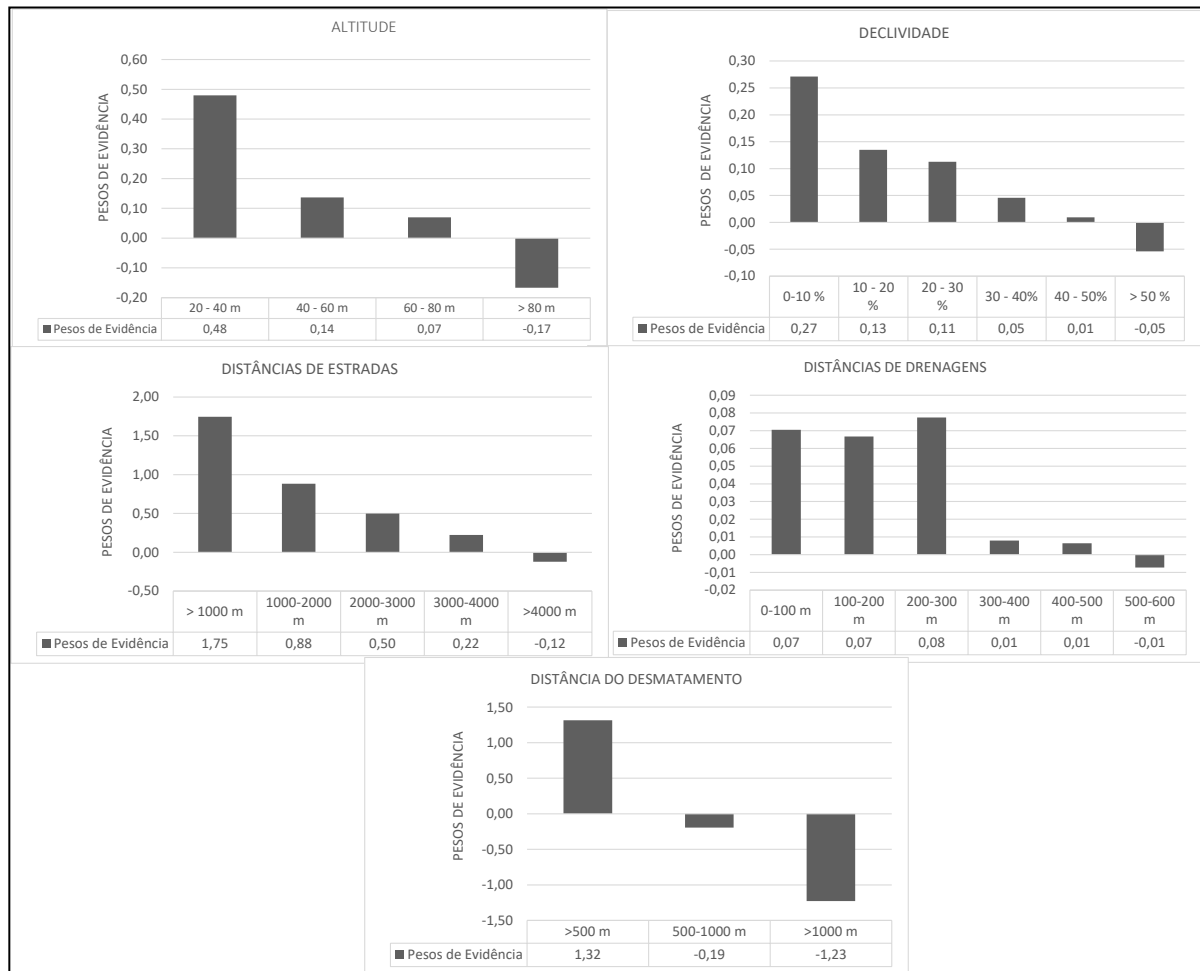 ALTITUDE
PESOS DE EVIDÊNCIA
0,60
0,50
0,40
0,30
0,20
0,10
0,00
-0,10
-0,20
20 - 40 m 40 - 60 m 60 - 80 m > 80 m
Pesos de Evidência 0,48 0,14 0,07 -0,17
DECLIVIDADE
PESOS DE EVIDÊNCIA
0,30
0,25
0,20
0,15
0,10
0,05
0,00
-0,05
-0,10
0-10 % 10 - 20 % 20 - 30 % 30 - 40% 40 - 50% > 50 %
Pesos de Evidência 0,27 0,13 0,11 0,05 0,01 -0,05
DISTÂNCIAS DE ESTRADAS
PESOS DE EVIDÊNCIA
2,00
1,50
1,00
0,50
0,00
-0,50
> 1000 m 1000-2000 m 2000-3000 m 3000-4000 m >4000 m
Pesos de Evidência 1,75 0,88 0,50 0,22 -0,12
DISTÂNCIAS DE DRENAGENS
PESOS DE EVIDÊNCIA
0,09
0,08
0,07
0,06
0,05
0,04
0,03
0,02
0,01
0,00
-0,01
-0,02
0-100 m 100-200 m 200-300 m 300-400 m 400-500 m 500-600 m
Pesos de Evidência 0,07 0,07 0,08 0,01 0,01 -0,01
DISTÂNCIA DO DESMATAMENTO
PESOS DE EVIDÊNCIA
1,50
1,00
0,50
0,00
-0,50
-1,00
-1,50
>500 m 500-1000 m >1000 m
Pesos de Evidência 1,32 -0,19 -1,23